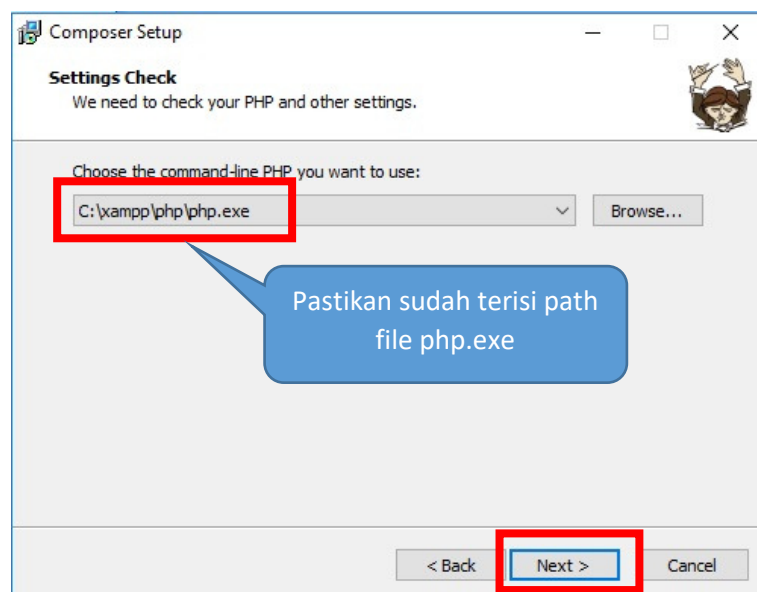 Composer Setup
Settings Check
We need to check your PHP and other settings.
Choose the command-line PHP you want to use:
C:\xampp\php\php.exe
Browse...
Pastikan sudah terisi path
file php.exe
< Back
Next >
Cancel